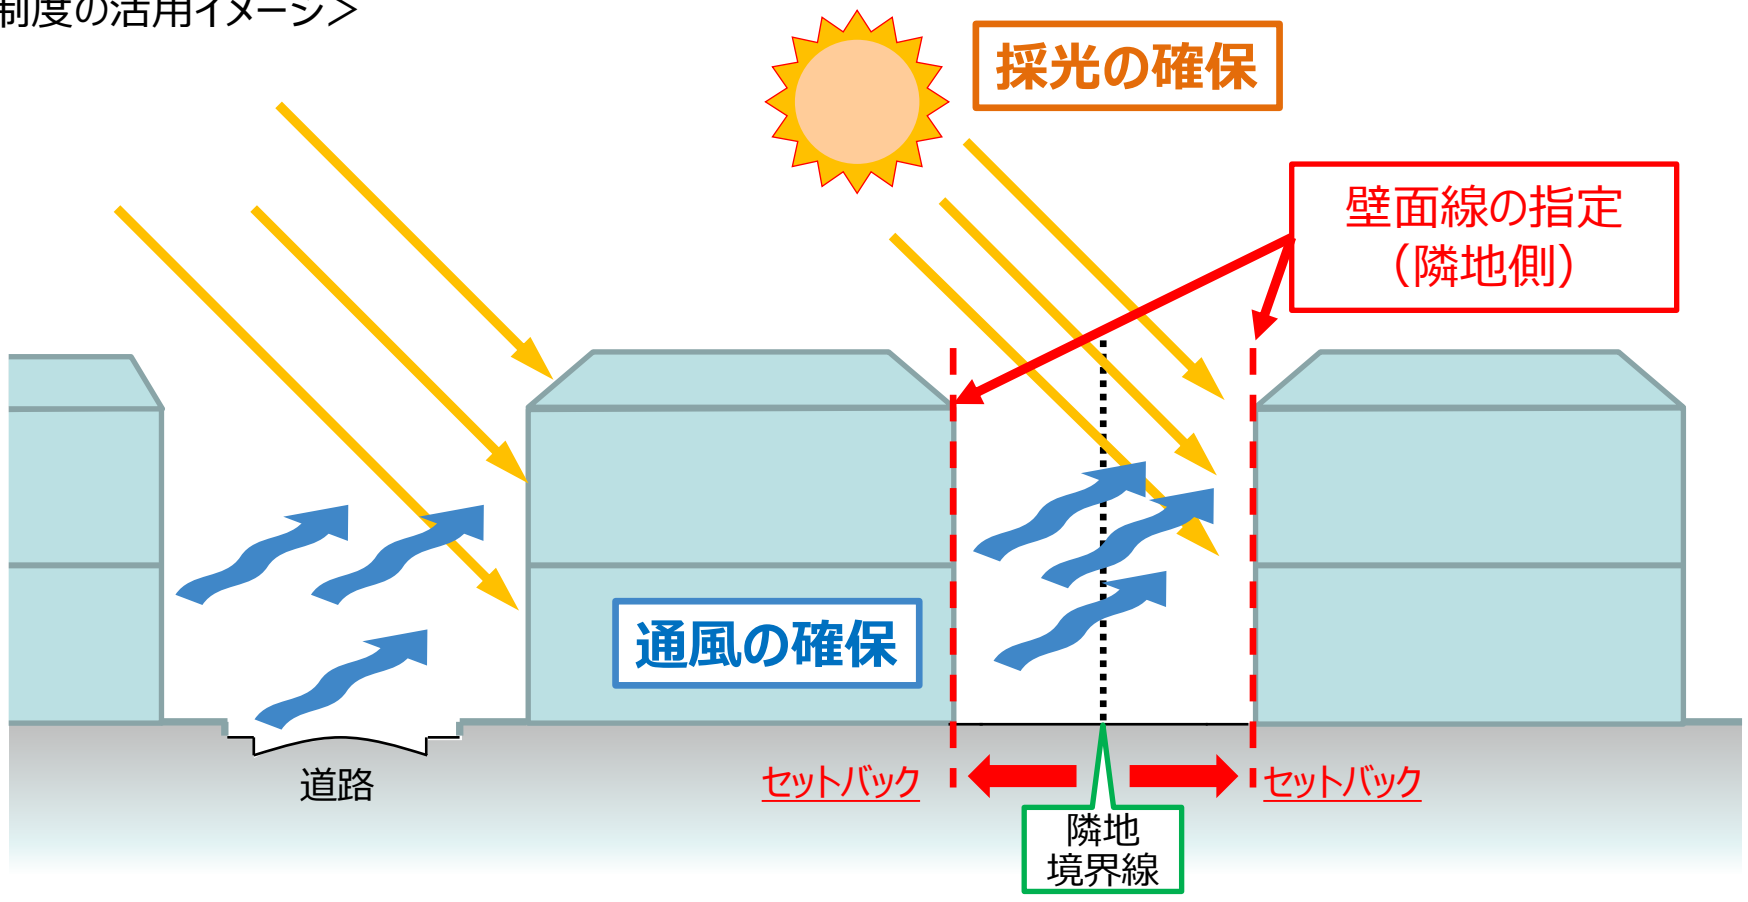 制度の活用イメージ＞
採光の確保
壁面線の指定
（隣地側）
通風の確保
道路
セットバック
セットバック
隣地
境界線